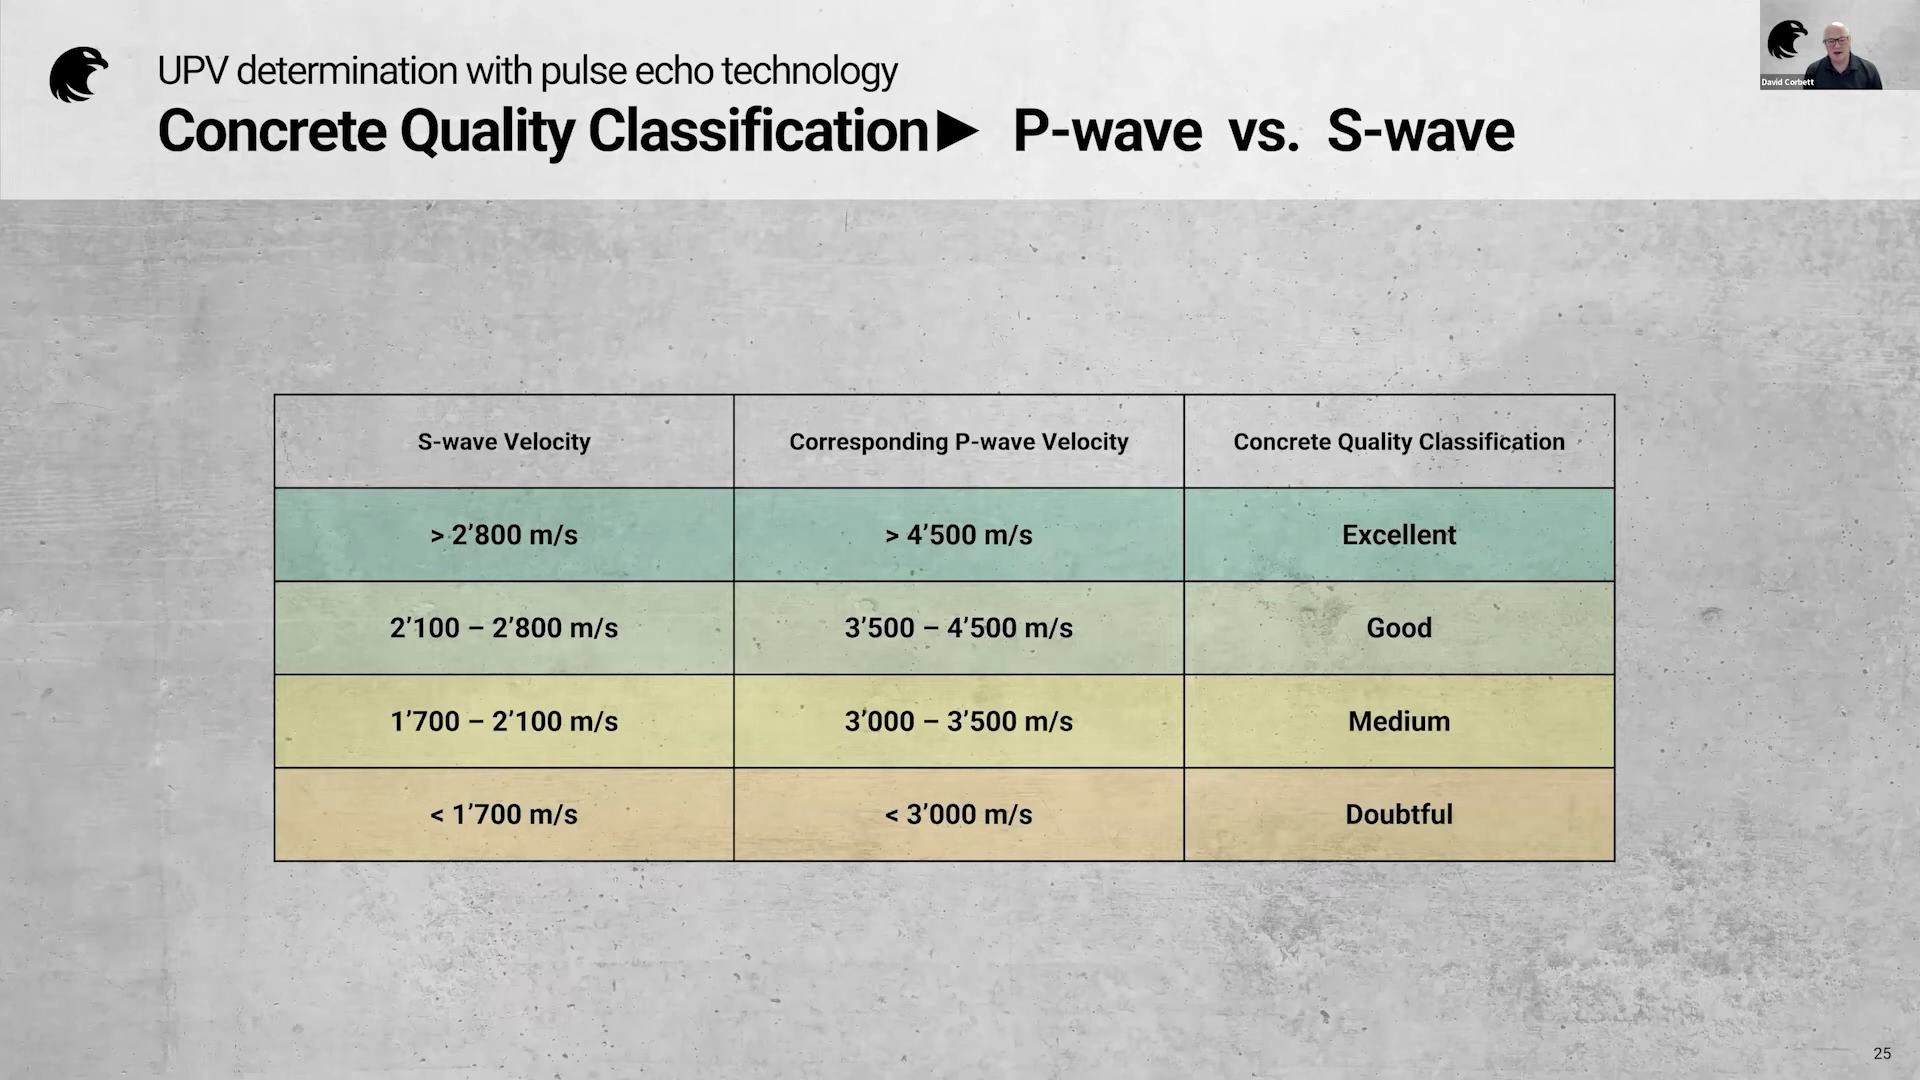 UPV determination with pulse echo technology
Concrete Quality Classification► P-wave vs. S-wave
David Corbett
S-wave Velocity Corresponding P-wave Velocity Concrete Quality Classification
> 2’800 m/s > 4’500 m/s Excellent
2’100 – 2’800 m/s 3’500 – 4’500 m/s Good
1’700 – 2’100 m/s 3’000 – 3’500 m/s Medium
< 1’700 m/s < 3’000 m/s Doubtful
25